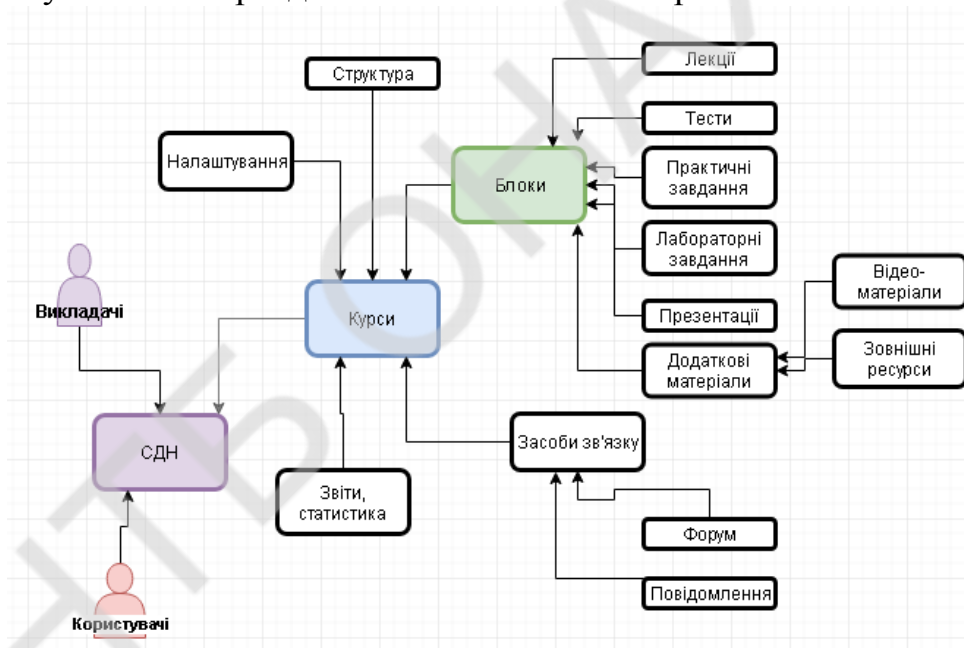 Структура
Лекції
Тести
Налаштування
Практичні
завдання
Блоки
Лабораторні
завдання
Відео-
матеріали
Викладачі
Курси
Презентації
Зовнішні
ресурси
Додаткові
матеріали
СДН
Засоби зв'язку
Звіти,
статистика
Форум
Повідомлення
Користувачі